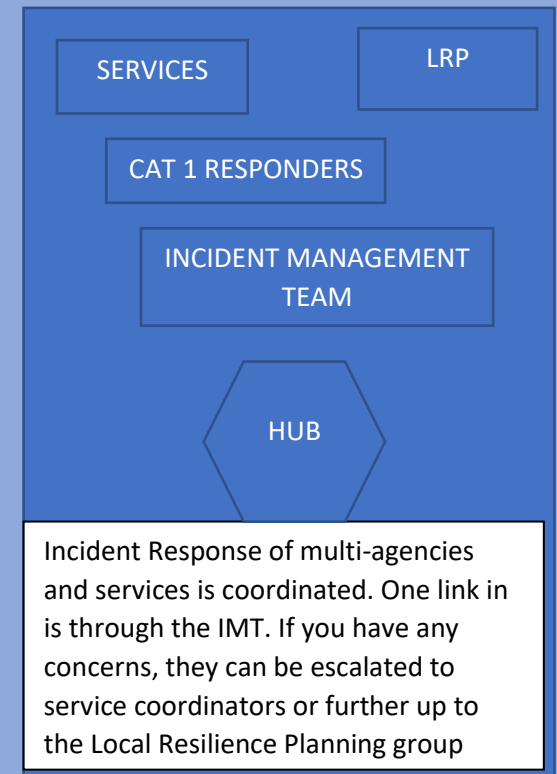 SERVICES
LRP
CAT 1 RESPONDERS
INCIDENT MANAGEMENT
TEAM
HUB
Incident Response of multi-agencies
and services is coordinated. One link in
is through the IMT. If you have any
concerns, they can be escalated to
service coordinators or further up to
the Local Resilience Planning group